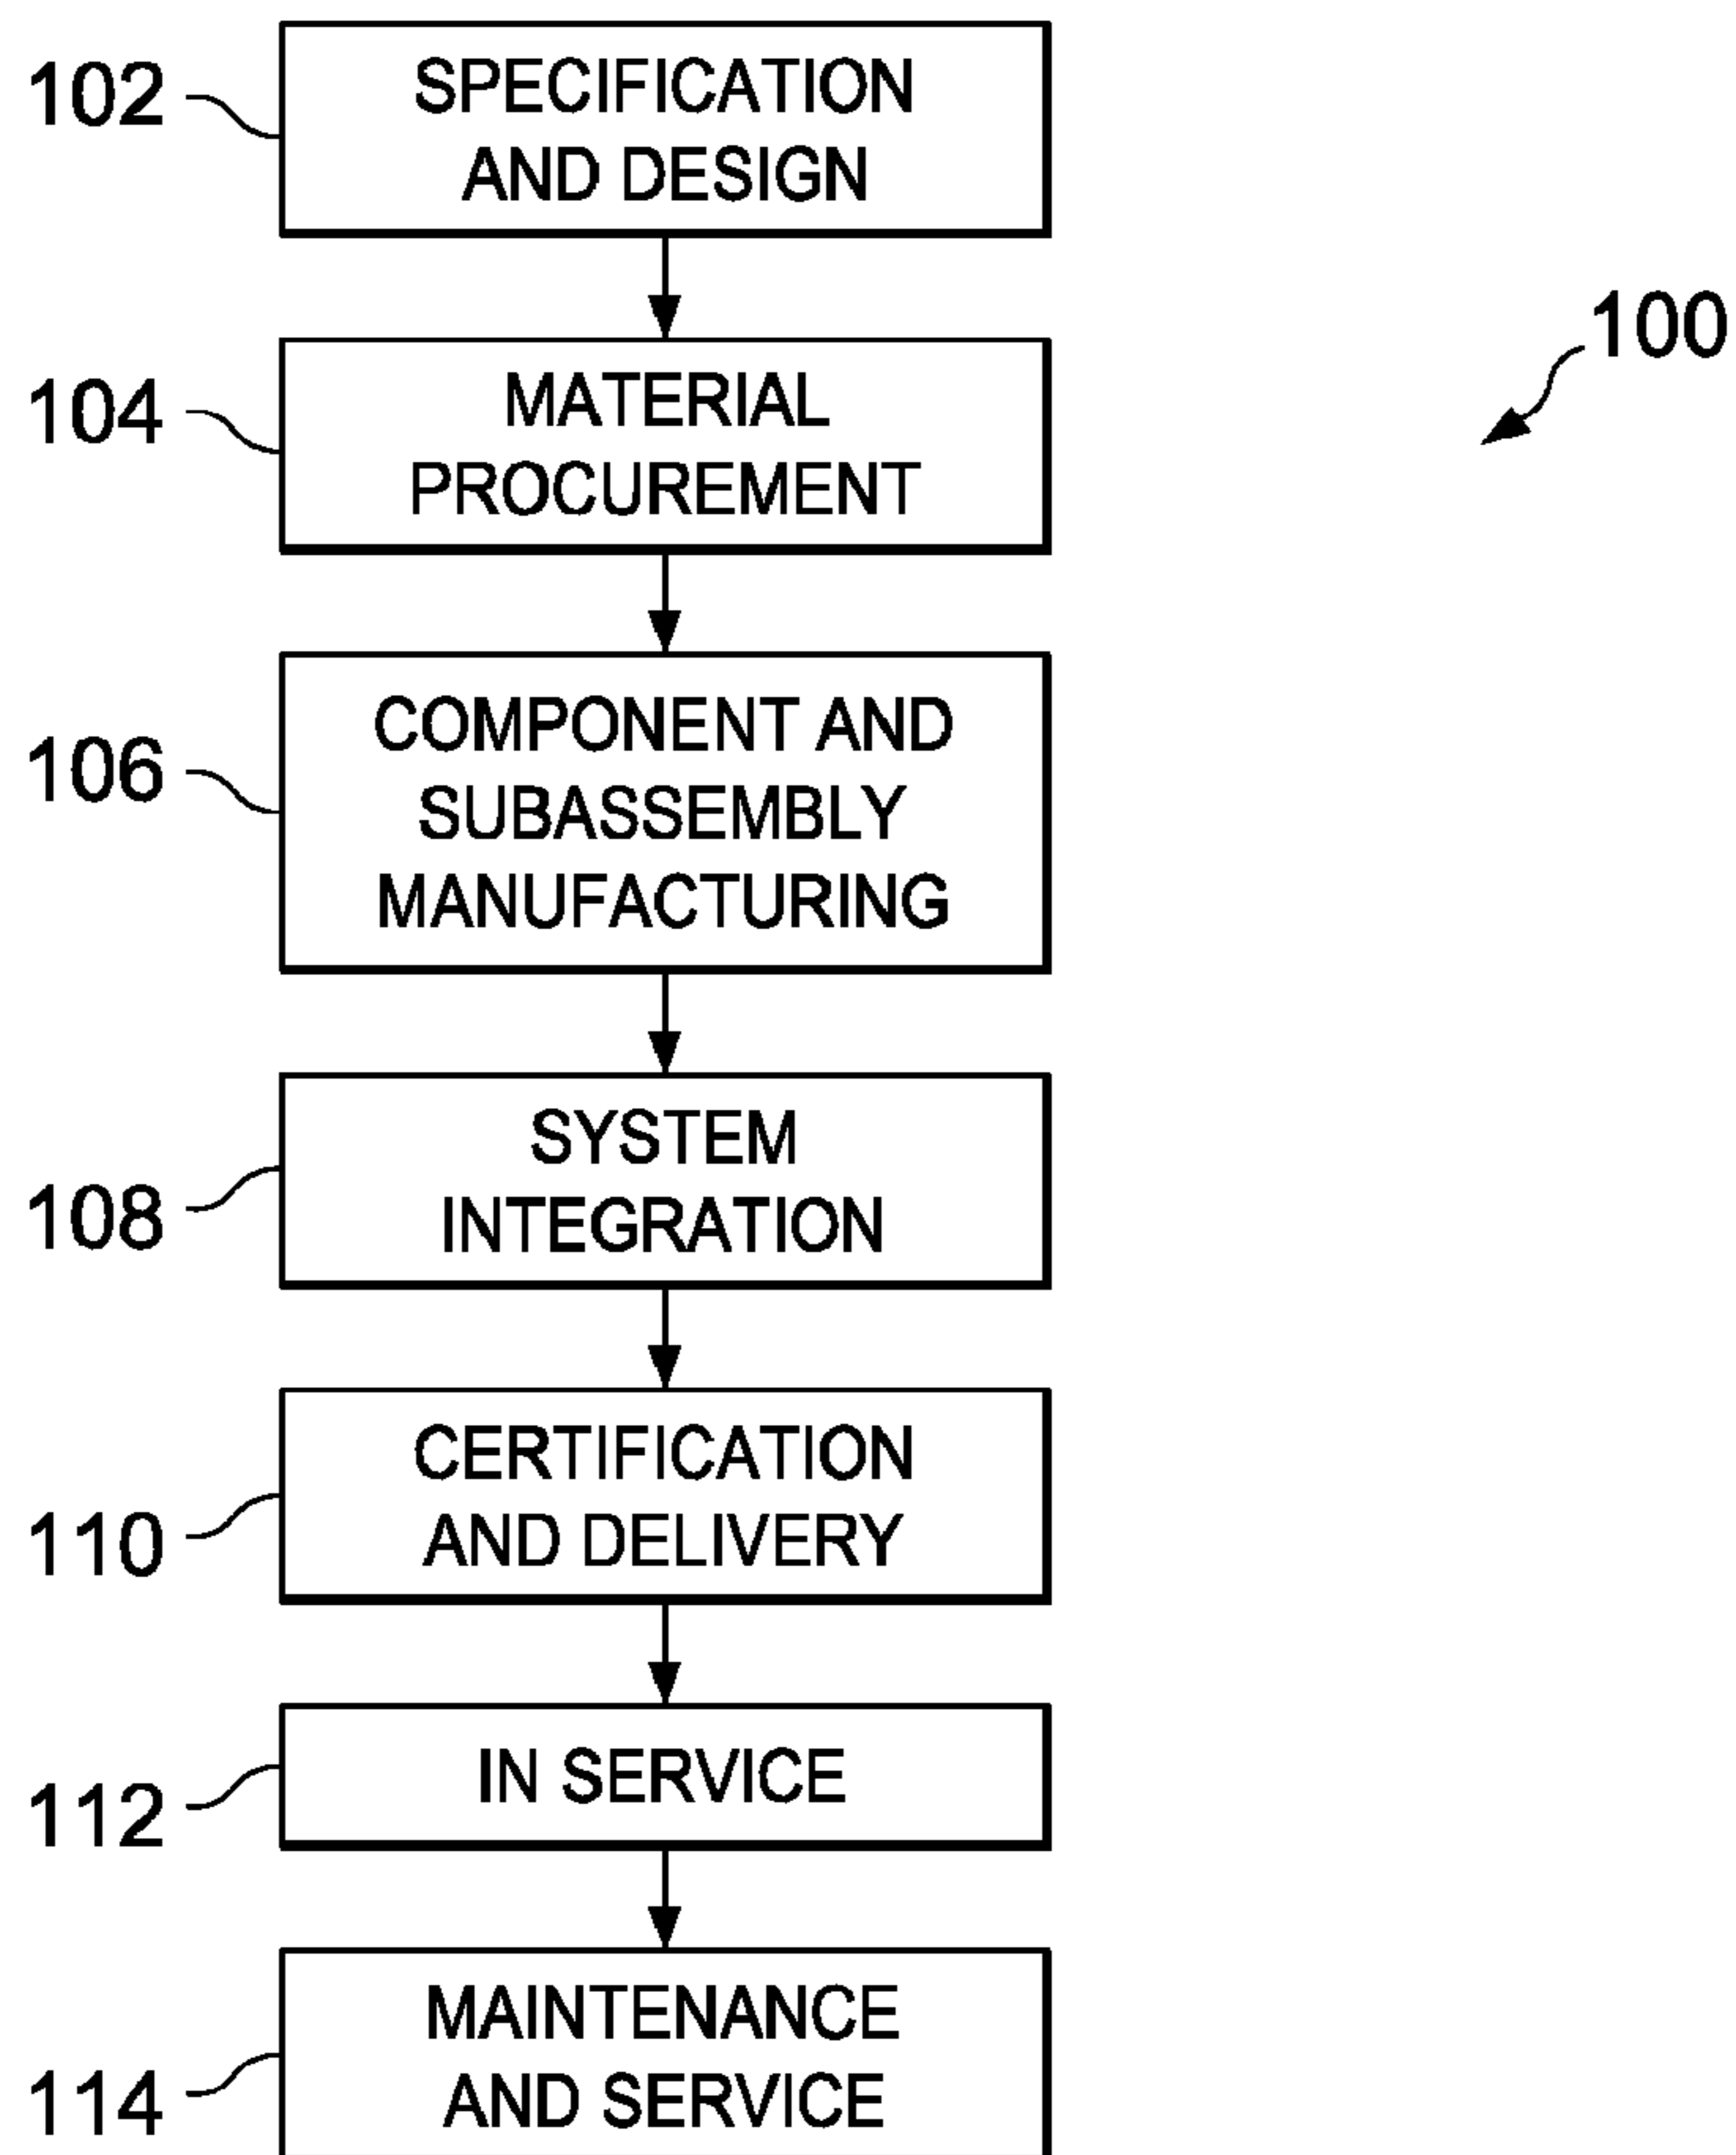 102
SPECIFICATION
AND DESIGN
100
104
MATERIAL
PROCUREMENT
106
COMPONENT AND
SUBASSEMBLY
MANUFACTURING
108
SYSTEM
INTEGRATION
110
CERTIFICATION
AND DELIVERY
112
IN SERVICE
114
MAINTENANCE
AND SERVICE